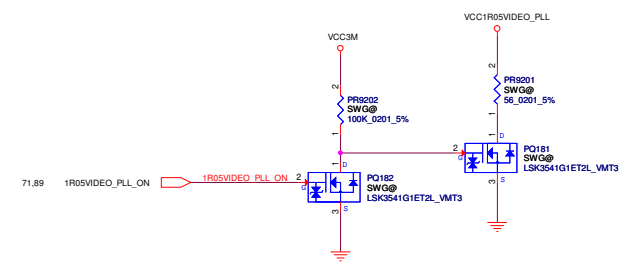 VCC1R05VIDEO_PLL
VCC3M
2
PR9201
SWG@
56_0201_5%
1
2
PR9202
SWG@
100K_0201_5%
1
1 D
2
G
PQ181
SWG@
LSK3541G1ET2L_VMT3
3 S
1 D
71,89 1R05VIDEO_PLL_ON 1R05VIDEO_PLL_ON 2
G
PQ182
SWG@
LSK3541G1ET2L_VMT3
3 S